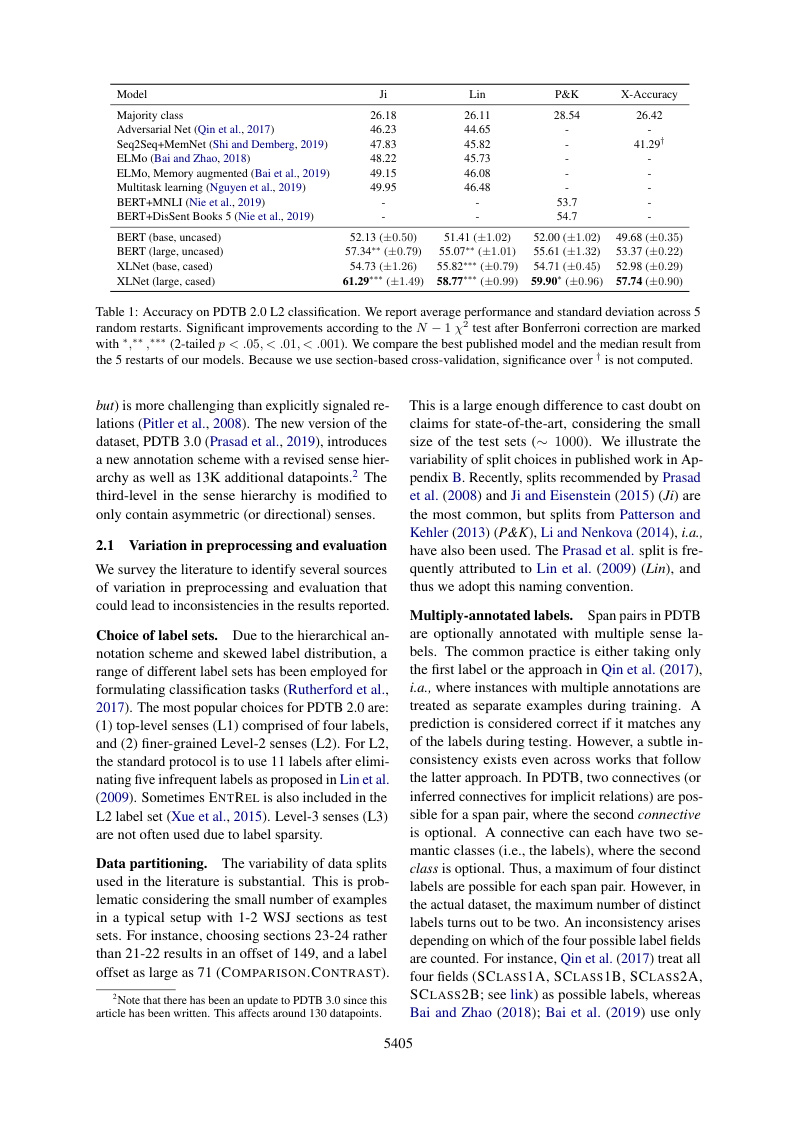 Model Ji Lin P&K X-Accuracy
Majority class 26.18 26.11 28.54 26.42
Adversarial Net (Qin et al., 2017) 46.23 44.65 - -
Seq2Seq+MemNet (Shi and Demberg, 2019) 47.83 45.82 - 41.29†
ELMo (Bai and Zhao, 2018) 48.22 45.73 - -
ELMo, Memory augmented (Bai et al., 2019) 49.15 46.08 - -
Multitask learning (Nguyen et al., 2019) 49.95 46.48 - -
BERT+MNLI (Nie et al., 2019) - - 53.7 -
BERT+DisSent Books 5 (Nie et al., 2019) - - 54.7 -
BERT (base, uncased) 52.13 (±0.50) 51.41 (±1.02) 52.00 (±1.02) 49.68 (±0.35)
BERT (large, uncased) 57.34** (±0.79) 55.07** (±1.01) 55.61 (±1.32) 53.37 (±0.22)
XLNet (base, cased) 54.73 (±1.26) 55.82*** (±0.79) 54.71 (±0.45) 52.98 (±0.29)
XLNet (large, cased) 61.29*** (±1.49) 58.77*** (±0.99) 59.90* (±0.96) 57.74 (±0.90)
Table 1: Accuracy on PDTB 2.0 L2 classification. We report average performance and standard deviation across 5
random restarts. Significant improvements according to the N − 1 χ² test after Bonferroni correction are marked
with *,** ,*** (2-tailed p < .05, < .01, < .001). We compare the best published model and the median result from
the 5 restarts of our models. Because we use section-based cross-validation, significance over † is not computed.
but) is more challenging than explicitly signaled re-
lations (Pitler et al., 2008). The new version of the
dataset, PDTB 3.0 (Prasad et al., 2019), introduces
a new annotation scheme with a revised sense hier-
archy as well as 13K additional datapoints.² The
third-level in the sense hierarchy is modified to
only contain asymmetric (or directional) senses.
2.1 Variation in preprocessing and evaluation
We survey the literature to identify several sources
of variation in preprocessing and evaluation that
could lead to inconsistencies in the results reported.
Choice of label sets. Due to the hierarchical an-
notation scheme and skewed label distribution, a
range of different label sets has been employed for
formulating classification tasks (Rutherford et al.,
2017). The most popular choices for PDTB 2.0 are:
(1) top-level senses (L1) comprised of four labels,
and (2) finer-grained Level-2 senses (L2). For L2,
the standard protocol is to use 11 labels after elimi-
nating five infrequent labels as proposed in Lin et al.
(2009). Sometimes ENTREL is also included in the
L2 label set (Xue et al., 2015). Level-3 senses (L3)
are not often used due to label sparsity.
Data partitioning. The variability of data splits
used in the literature is substantial. This is prob-
lematic considering the small number of examples
in a typical setup with 1-2 WSJ sections as test
sets. For instance, choosing sections 23-24 rather
than 21-22 results in an offset of 149, and a label
offset as large as 71 (COMPARISON.CONTRAST).
²Note that there has been an update to PDTB 3.0 since this
article has been written. This affects around 130 datapoints.
This is a large enough difference to cast doubt on
claims for state-of-the-art, considering the small
size of the test sets (∼ 1000). We illustrate the
variability of split choices in published work in Ap-
pendix B. Recently, splits recommended by Prasad
et al. (2008) and Ji and Eisenstein (2015) (Ji) are
the most common, but splits from Patterson and
Kehler (2013) (P&K), Li and Nenkova (2014), i.a.,
have also been used. The Prasad et al. split is fre-
quently attributed to Lin et al. (2009) (Lin), and
thus we adopt this naming convention.
Multiply-annotated labels. Span pairs in PDTB
are optionally annotated with multiple sense la-
bels. The common practice is either taking only
the first label or the approach in Qin et al. (2017),
i.a., where instances with multiple annotations are
treated as separate examples during training. A
prediction is considered correct if it matches any
of the labels during testing. However, a subtle in-
consistency exists even across works that follow
the latter approach. In PDTB, two connectives (or
inferred connectives for implicit relations) are pos-
sible for a span pair, where the second connective
is optional. A connective can each have two se-
mantic classes (i.e., the labels), where the second
class is optional. Thus, a maximum of four distinct
labels are possible for each span pair. However, in
the actual dataset, the maximum number of distinct
labels turns out to be two. An inconsistency arises
depending on which of the four possible label fields
are counted. For instance, Qin et al. (2017) treat all
four fields (SCLASS1A, SCLASS1B, SCLASS2A,
SCLASS2B; see link) as possible labels, whereas
Bai and Zhao (2018); Bai et al. (2019) use only
5405